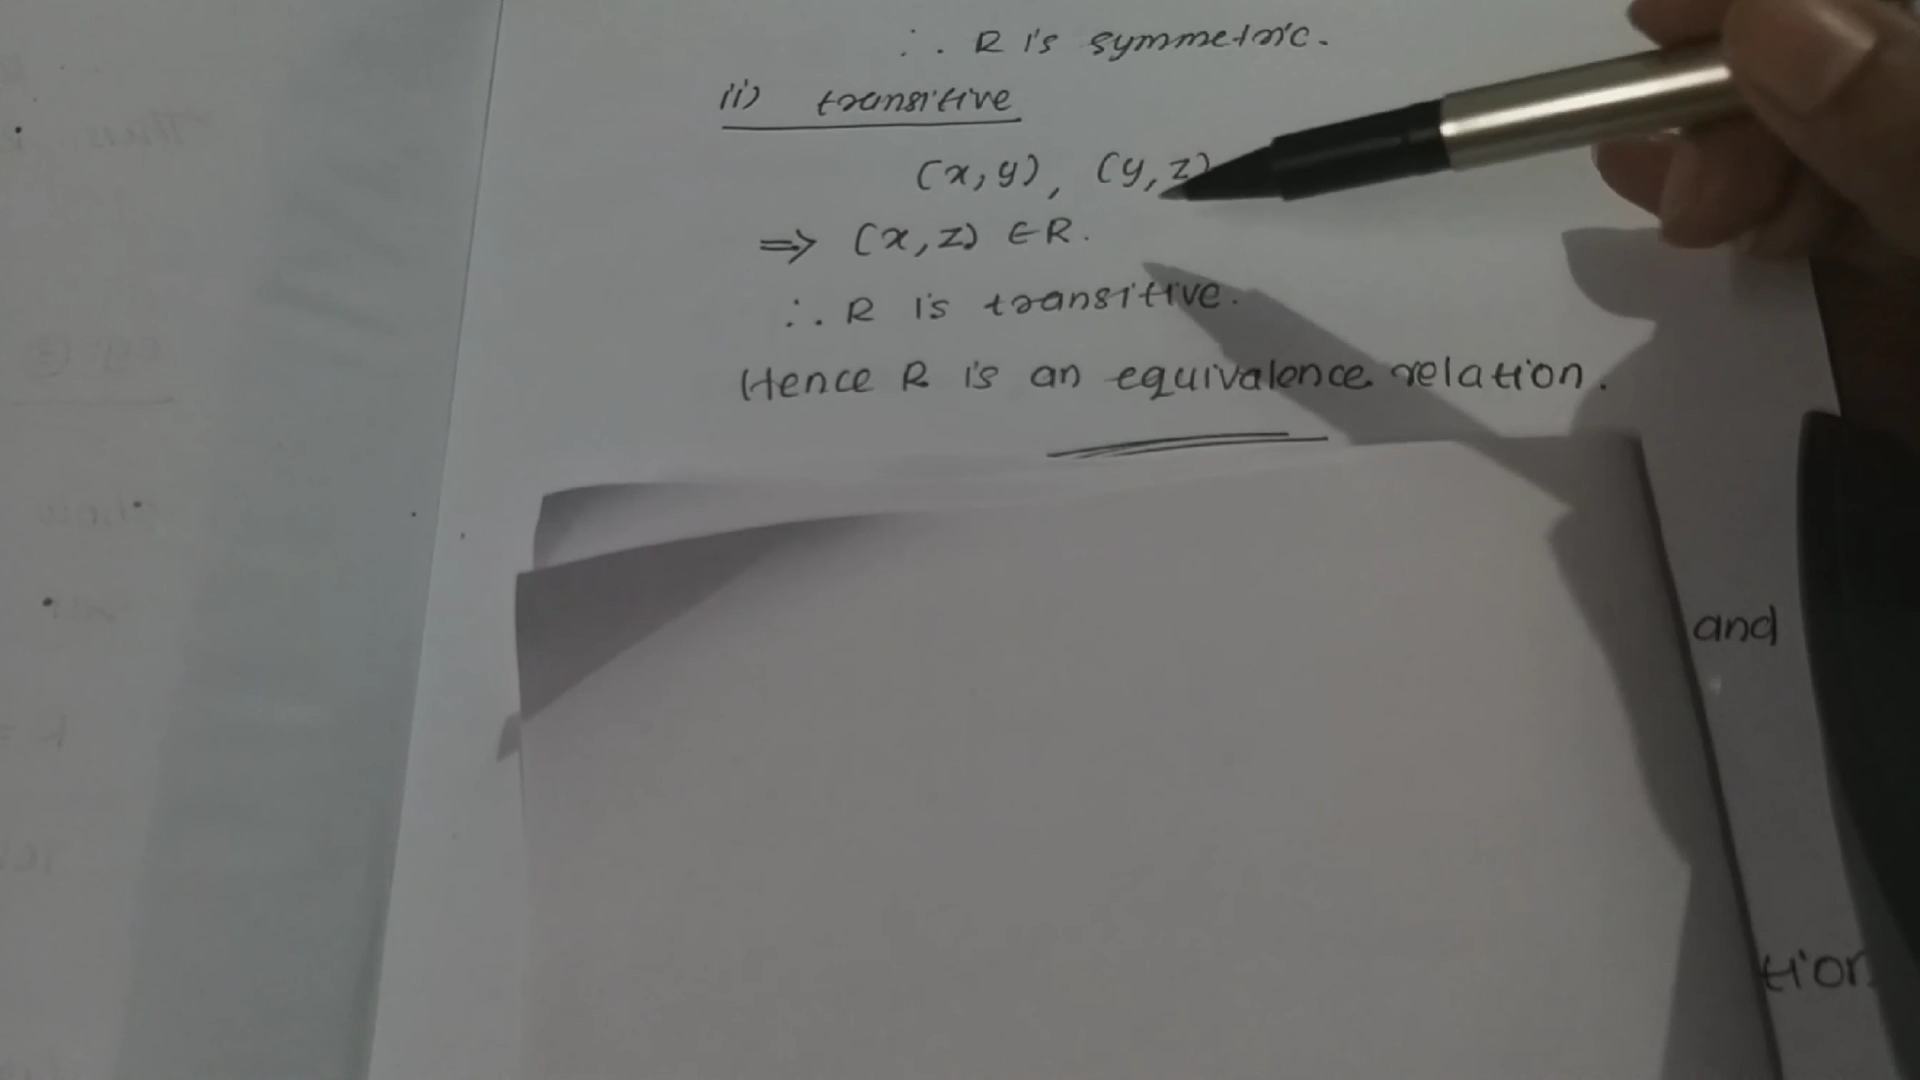 ∴ R is symmetric.
ii) transitive
(x,y), (y,z)
⇒ (x,z) ∈ R.
∴ R is transitive.
Hence R is an equivalence relation.
and